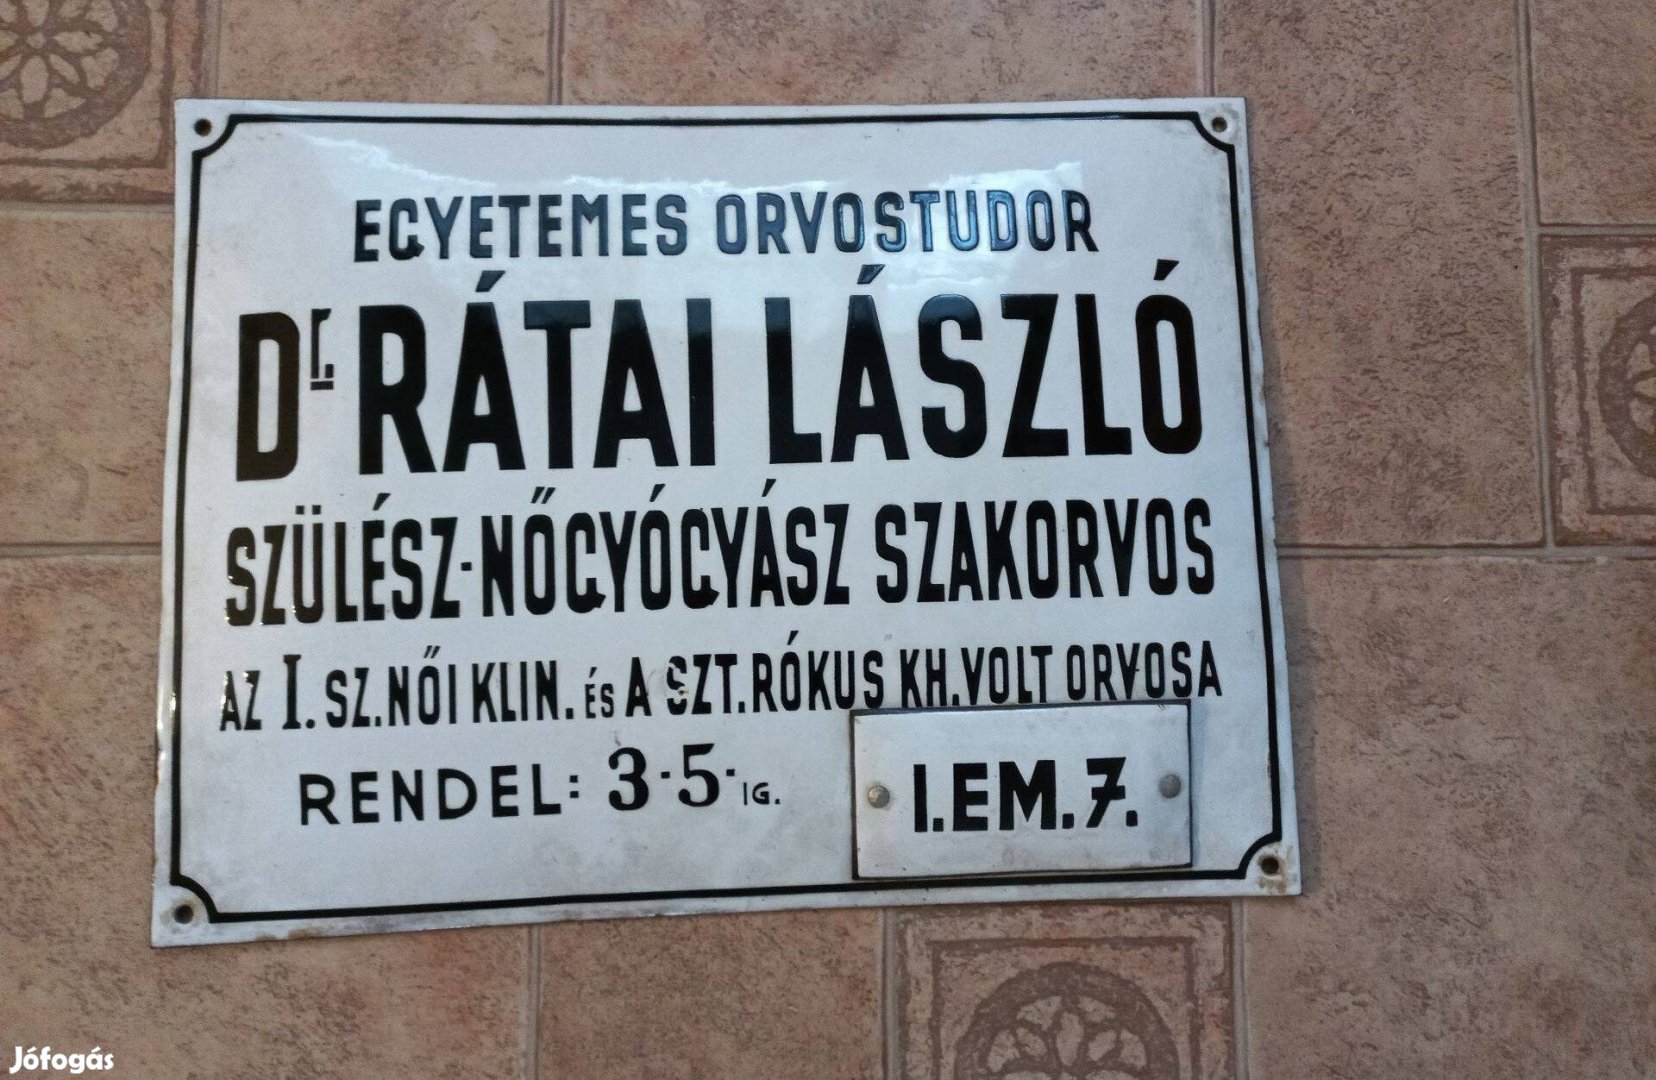 EGYETEMES ORVOSTUDOR
Dr. RÁTAI LÁSZLÓ
SZÜLÉSZ-NŐGYÓGYÁSZ SZAKORVOS
AZ I. SZ. NŐI KLIN. ÉS A SZT. RÓKUS KH. VOLT ORVOSA
RENDEL: 3-5-IG.
I.EM.7.
Jófogás